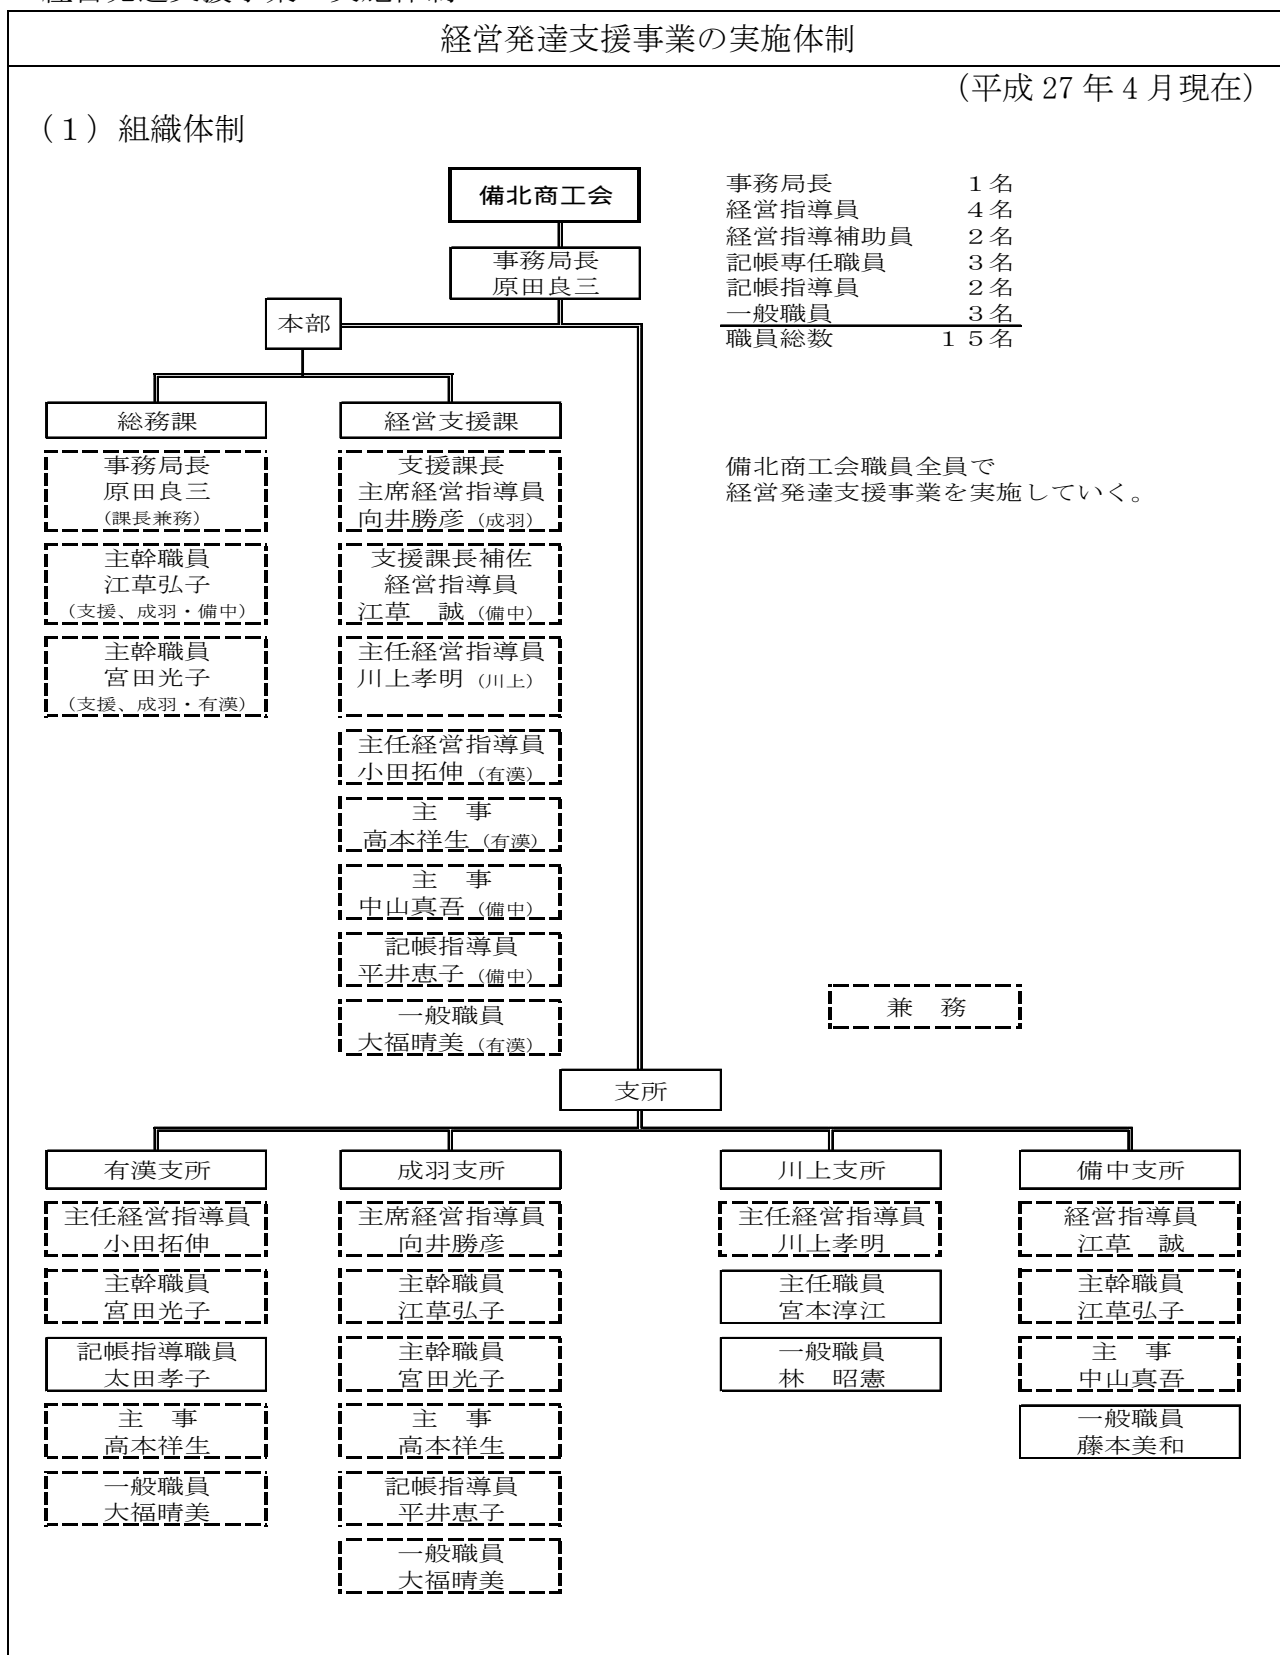 経営発達支援事業の実施体制
（平成 27 年 4 月現在）
（１）組織体制
備北商工会
事務局長
原田良三
事務局長　１名
経営指導員　４名
経営指導補助員　２名
記帳専任職員　３名
記帳指導員　２名
一般職員　３名
職員総数　１５名
本部
総務課
事務局長
原田良三
(課長兼務)
主幹職員
江草弘子
(支援、成羽・備中)
主幹職員
宮田光子
(支援、成羽・有漢)
経営支援課
支援課長
主席経営指導員
向井勝彦（成羽）
支援課長補佐
経営指導員
江草　誠（備中）
主任経営指導員
川上孝明（川上）
主任経営指導員
小田拓伸（有漢）
主　事
高本祥生（有漢）
主　事
中山真吾（備中）
記帳指導員
平井恵子（備中）
一般職員
大福晴美（有漢）
備北商工会職員全員で
経営発達支援事業を実施していく。
兼　務
支所
有漢支所
主任経営指導員
小田拓伸
主幹職員
宮田光子
記帳指導職員
太田孝子
主　事
高本祥生
一般職員
大福晴美
成羽支所
主席経営指導員
向井勝彦
主幹職員
江草弘子
主幹職員
宮田光子
主　事
高本祥生
記帳指導員
平井恵子
一般職員
大福晴美
川上支所
主任経営指導員
川上孝明
主任職員
宮本淳江
一般職員
林　昭憲
備中支所
経営指導員
江草　誠
主幹職員
江草弘子
主　事
中山真吾
一般職員
藤本美和